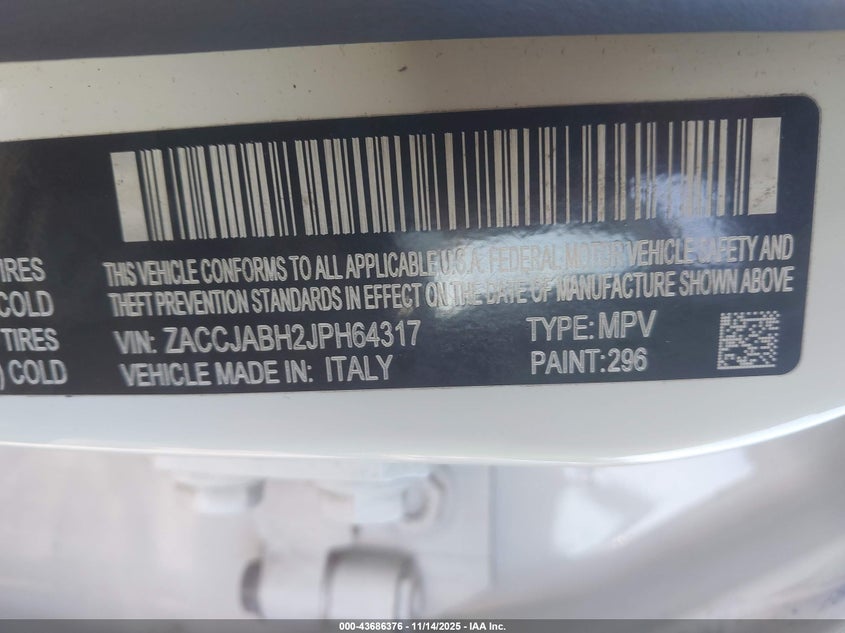 IRES
COLD
TIRES
) COLD
THIS VEHICLE CONFORMS TO ALL APPLICABLE U.S.A. FEDERAL MOTOR VEHICLE SAFETY AND
THEFT PREVENTION STANDARDS IN EFFECT ON THE DATE OF MANUFACTURE SHOWN ABOVE
VIN: ZACCJABH2JPH64317
TYPE: MPV
VEHICLE MADE IN: ITALY
PAINT:296
000-43686376 • 11/14/2025 - IAA Inc.